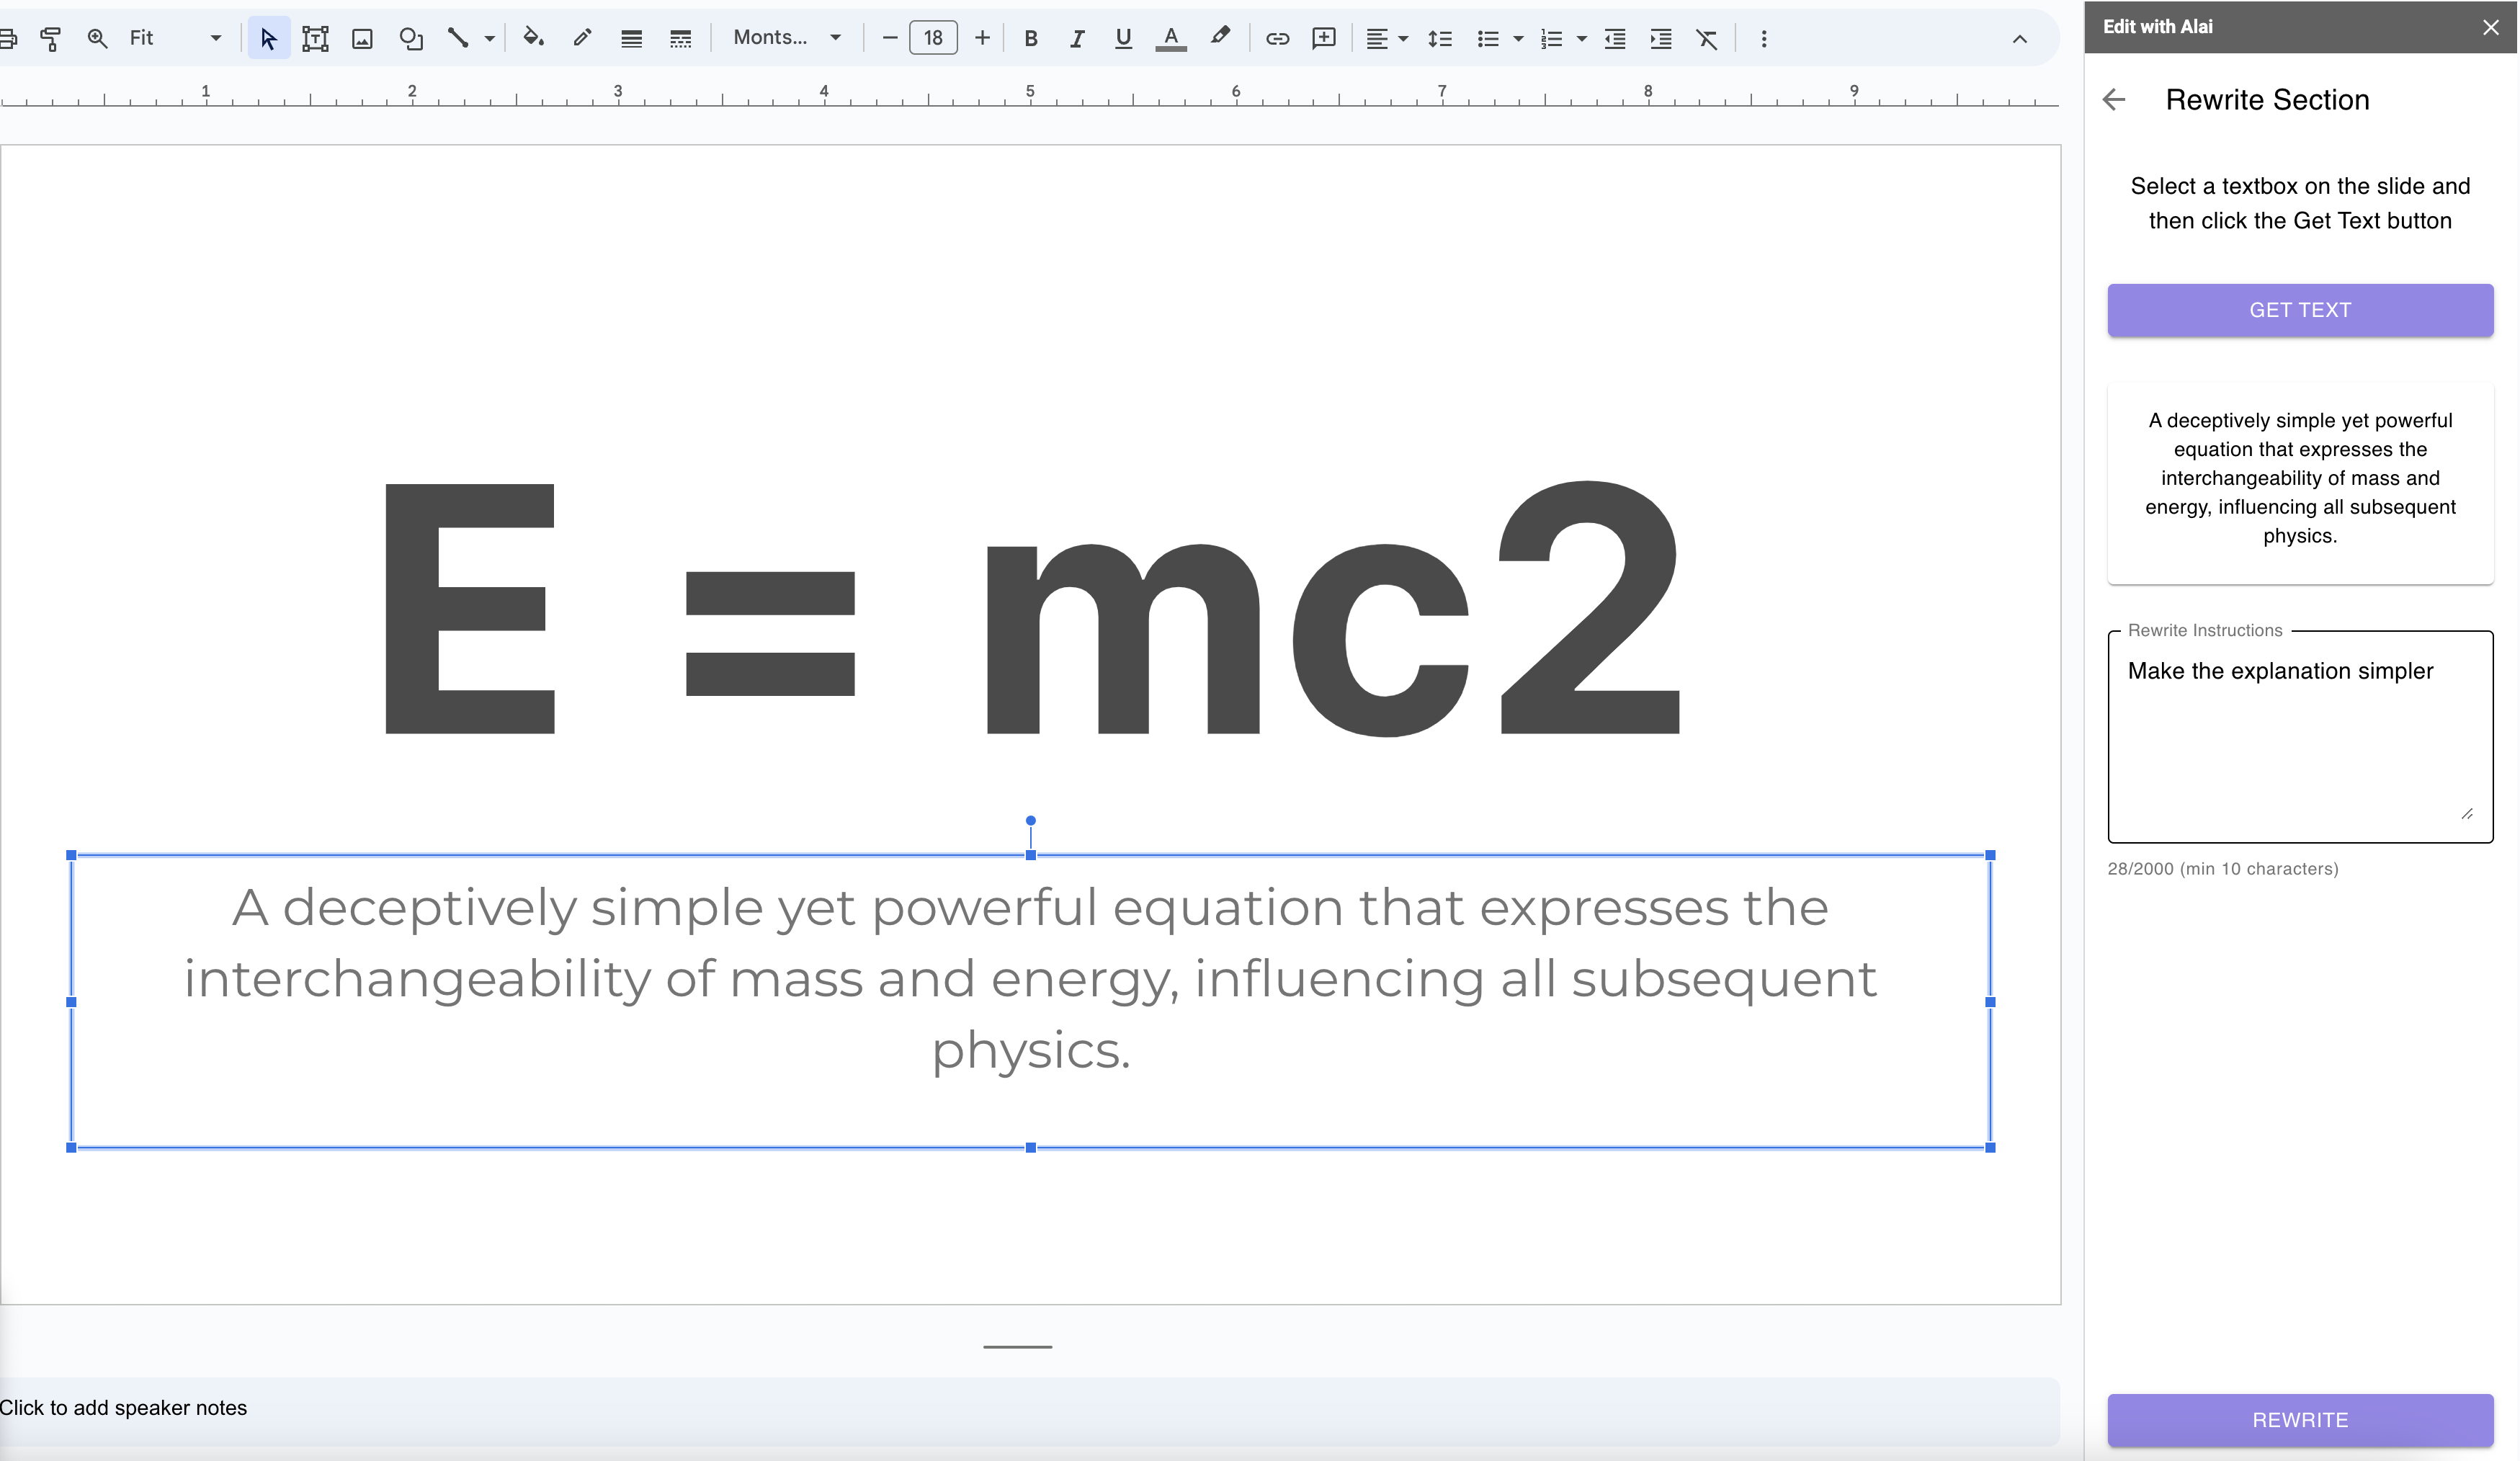 Fit
Monts...
18
B
I
U
A
1
2
3
4
5
6
7
8
9
E = mc2
A deceptively simple yet powerful equation that expresses the
interchangeability of mass and energy, influencing all subsequent
physics.
Click to add speaker notes
Edit with Alai
Rewrite Section
Select a textbox on the slide and
then click the Get Text button
GET TEXT
A deceptively simple yet powerful
equation that expresses the
interchangeability of mass and
energy, influencing all subsequent
physics.
Rewrite Instructions
Make the explanation simpler
28/2000 (min 10 characters)
REWRITE